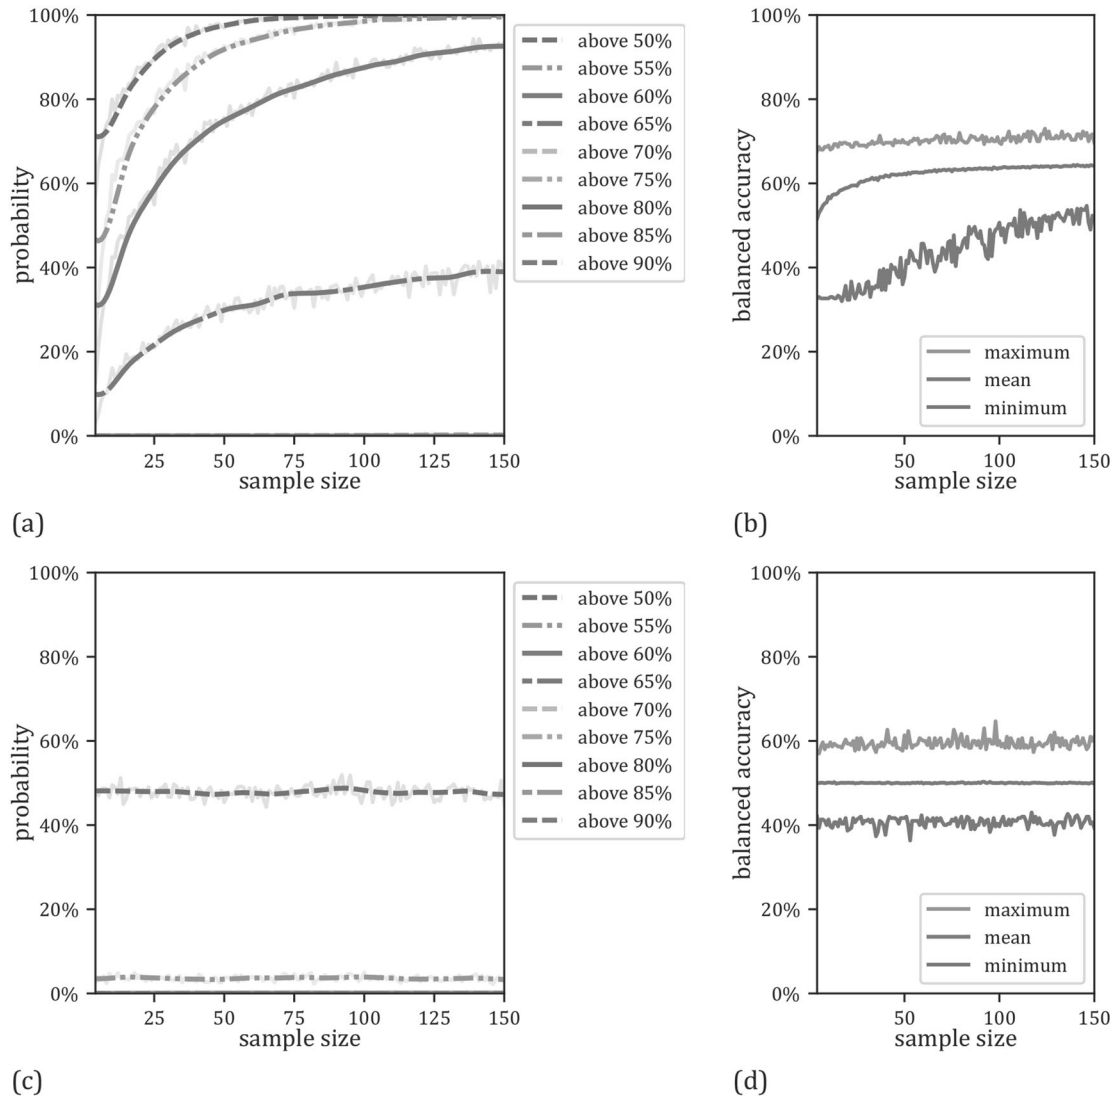 100%
80%
60%
40%
20%
0%
probability
25
50
75
100
125
150
sample size
above 50%
above 55%
above 60%
above 65%
above 70%
above 75%
above 80%
above 85%
above 90%
(a)
100%
80%
60%
40%
20%
0%
balanced accuracy
50
100
150
sample size
maximum
mean
minimum
(b)
100%
80%
60%
40%
20%
0%
probability
25
50
75
100
125
150
sample size
above 50%
above 55%
above 60%
above 65%
above 70%
above 75%
above 80%
above 85%
above 90%
(c)
100%
80%
60%
40%
20%
0%
balanced accuracy
50
100
150
sample size
maximum
mean
minimum
(d)